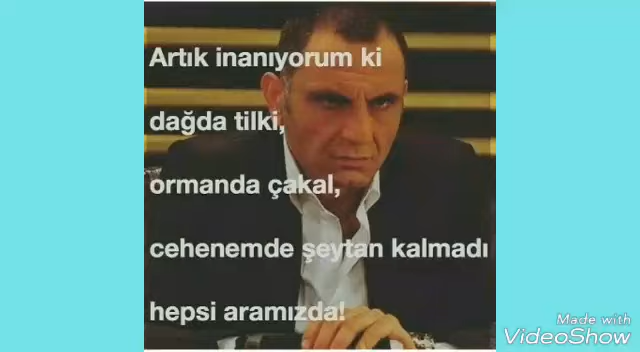 Artık inanıyorum ki
dağda tilki,
ormanda çakal,
cehenemde şeytan kalmadı
hepsi aramızda!
Made with
VideoShow